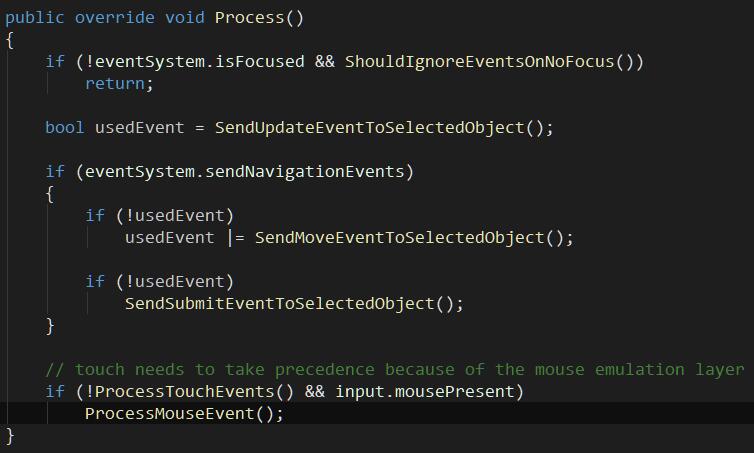 public override void Process()
{
if (!eventSystem.isFocused && ShouldIgnoreEventsOnNoFocus())
return;
bool usedEvent = SendUpdateEventToSelectedObject();
if (eventSystem.sendNavigationEvents)
{
if (!usedEvent)
usedEvent |= SendMoveEventToSelectedObject();
if (!usedEvent)
SendSubmitEventToSelectedObject();
}
// touch needs to take precedence because of the mouse emulation layer
if (!ProcessTouchEvents() && input.mousePresent)
ProcessMouseEvent();
}